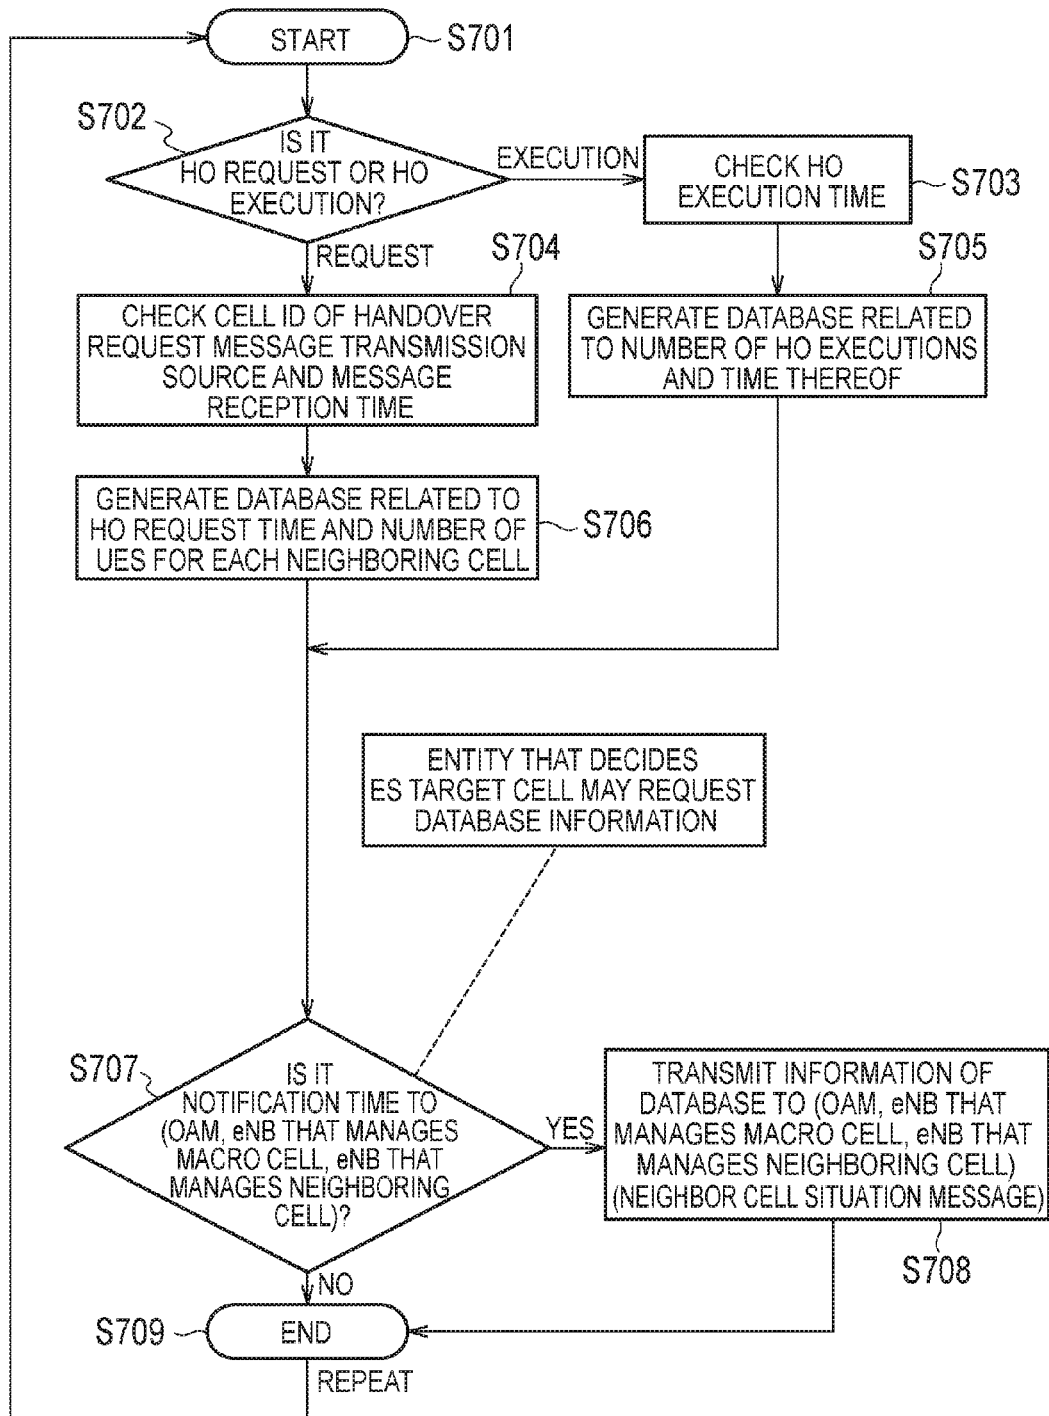 START
S701
S702
IS IT
HO REQUEST OR HO
EXECUTION?
EXECUTION
CHECK HO
EXECUTION TIME
S703
REQUEST
S704
CHECK CELL ID OF HANDOVER
REQUEST MESSAGE TRANSMISSION
SOURCE AND MESSAGE
RECEPTION TIME
S705
GENERATE DATABASE RELATED
TO NUMBER OF HO EXECUTIONS
AND TIME THEREOF
GENERATE DATABASE RELATED TO
HO REQUEST TIME AND NUMBER OF
UES FOR EACH NEIGHBORING CELL
S706
ENTITY THAT DECIDES
ES TARGET CELL MAY REQUEST
DATABASE INFORMATION
S707
IS IT
NOTIFICATION TIME TO
(OAM, eNB THAT MANAGES
MACRO CELL, eNB THAT
MANAGES NEIGHBORING
CELL)?
YES
TRANSMIT INFORMATION OF
DATABASE TO (OAM, eNB THAT
MANAGES MACRO CELL, eNB THAT
MANAGES NEIGHBORING CELL)
(NEIGHBOR CELL SITUATION MESSAGE)
S708
NO
S709
END
REPEAT